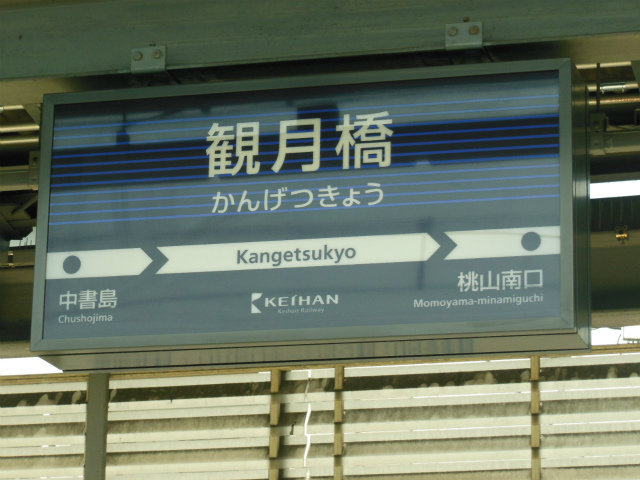 観月橋
かんげつきょう
Kangetsukyo
中書島
Chushojima
KEIHAN
Keihan Railway
桃山南口
Momoyama-minamiguchi